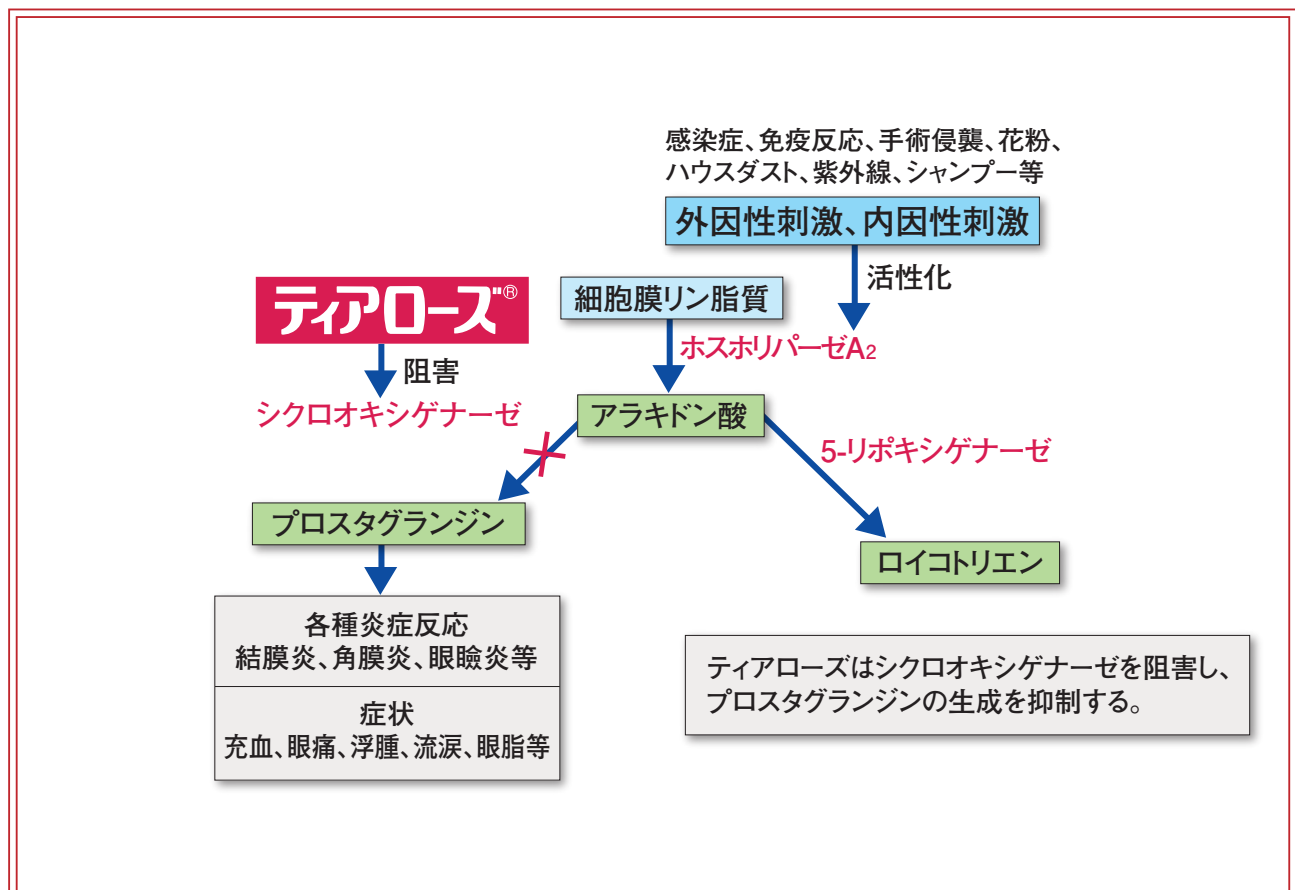 感染症、免疫反応、手術侵襲、花粉、
ハウスダスト、紫外線、シャンプー等
外因性刺激、内因性刺激
活性化
ティアローズ®
細胞膜リン脂質
ホスホリパーゼA2
阻害
シクロオキシゲナーゼ
アラキドン酸
5-リポキシゲナーゼ
プロスタグランジン
ロイコトリエン
各種炎症反応
結膜炎、角膜炎、眼瞼炎等
症状
充血、眼痛、浮腫、流涙、眼脂等
ティアローズはシクロオキシゲナーゼを阻害し、
プロスタグランジンの生成を抑制する。